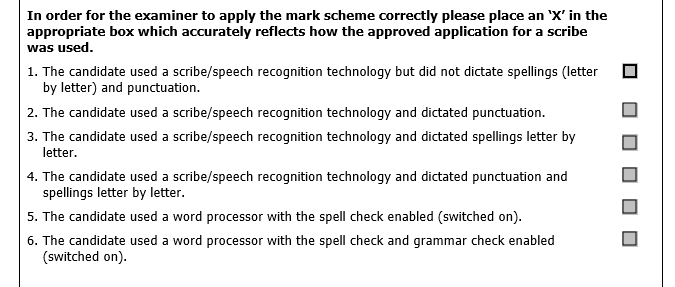 In order for the examiner to apply the mark scheme correctly please place an ‘X’ in the
appropriate box which accurately reflects how the approved application for a scribe
was used.
1. The candidate used a scribe/speech recognition technology but did not dictate spellings (letter
by letter) and punctuation.
2. The candidate used a scribe/speech recognition technology and dictated punctuation.
3. The candidate used a scribe/speech recognition technology and dictated spellings letter by
letter.
4. The candidate used a scribe/speech recognition technology and dictated punctuation and
spellings letter by letter.
5. The candidate used a word processor with the spell check enabled (switched on).
6. The candidate used a word processor with the spell check and grammar check enabled
(switched on).